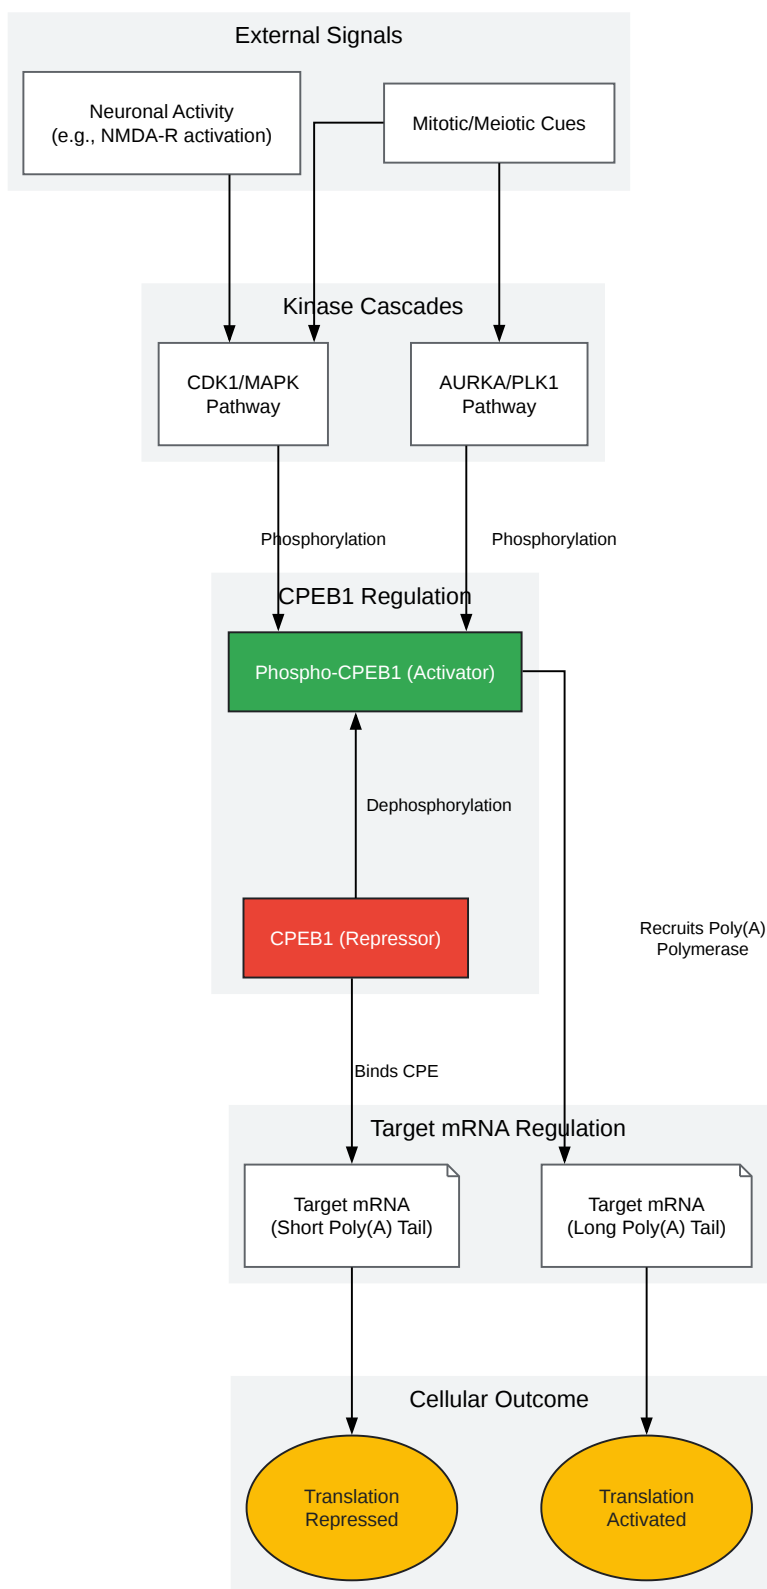 External Signals
Neuronal Activity
(e.g., NMDA-R activation)
Mitotic/Meiotic Cues
Kinase Cascades
CDK1/MAPK
Pathway
AURKA/PLK1
Pathway
Phosphorylation
Phosphorylation
CPEB1 Regulation
Phospho-CPEB1 (Activator)
Dephosphorylation
CPEB1 (Repressor)
Recruits Poly(A)
Polymerase
Binds CPE
Target mRNA Regulation
Target mRNA
(Short Poly(A) Tail)
Target mRNA
(Long Poly(A) Tail)
Cellular Outcome
Translation
Repressed
Translation
Activated